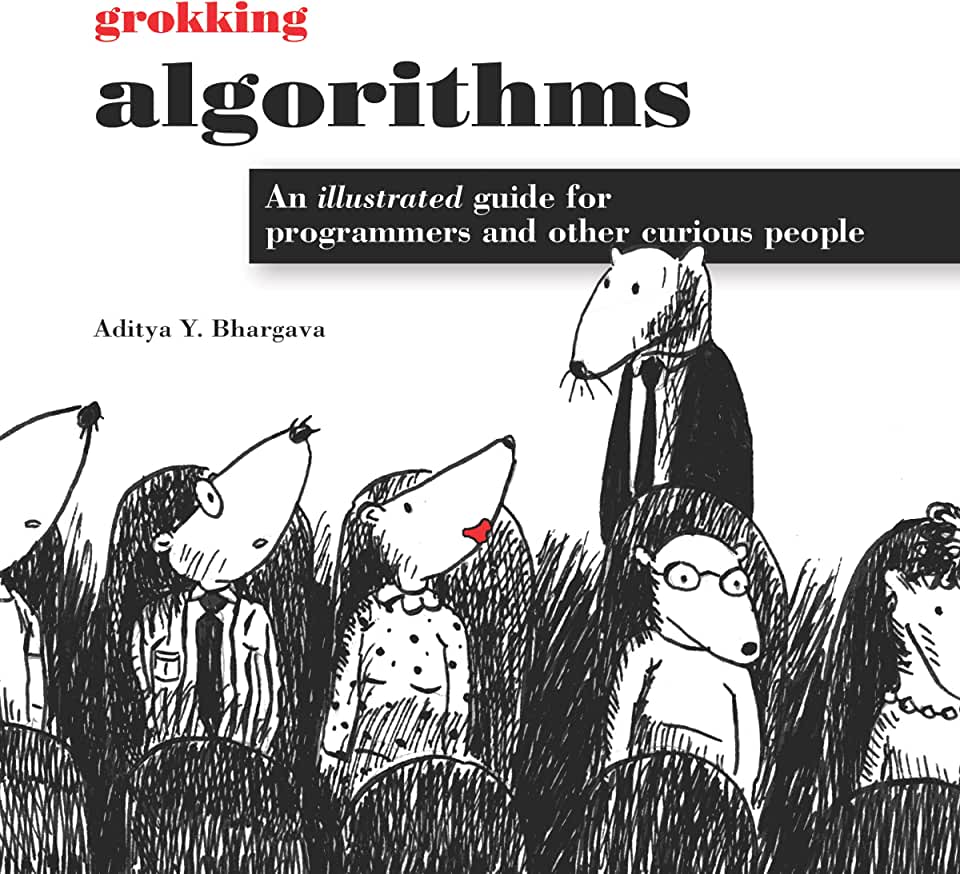 grokking
algorithms
An illustrated guide for
programmers and other curious people
Aditya Y. Bhargava